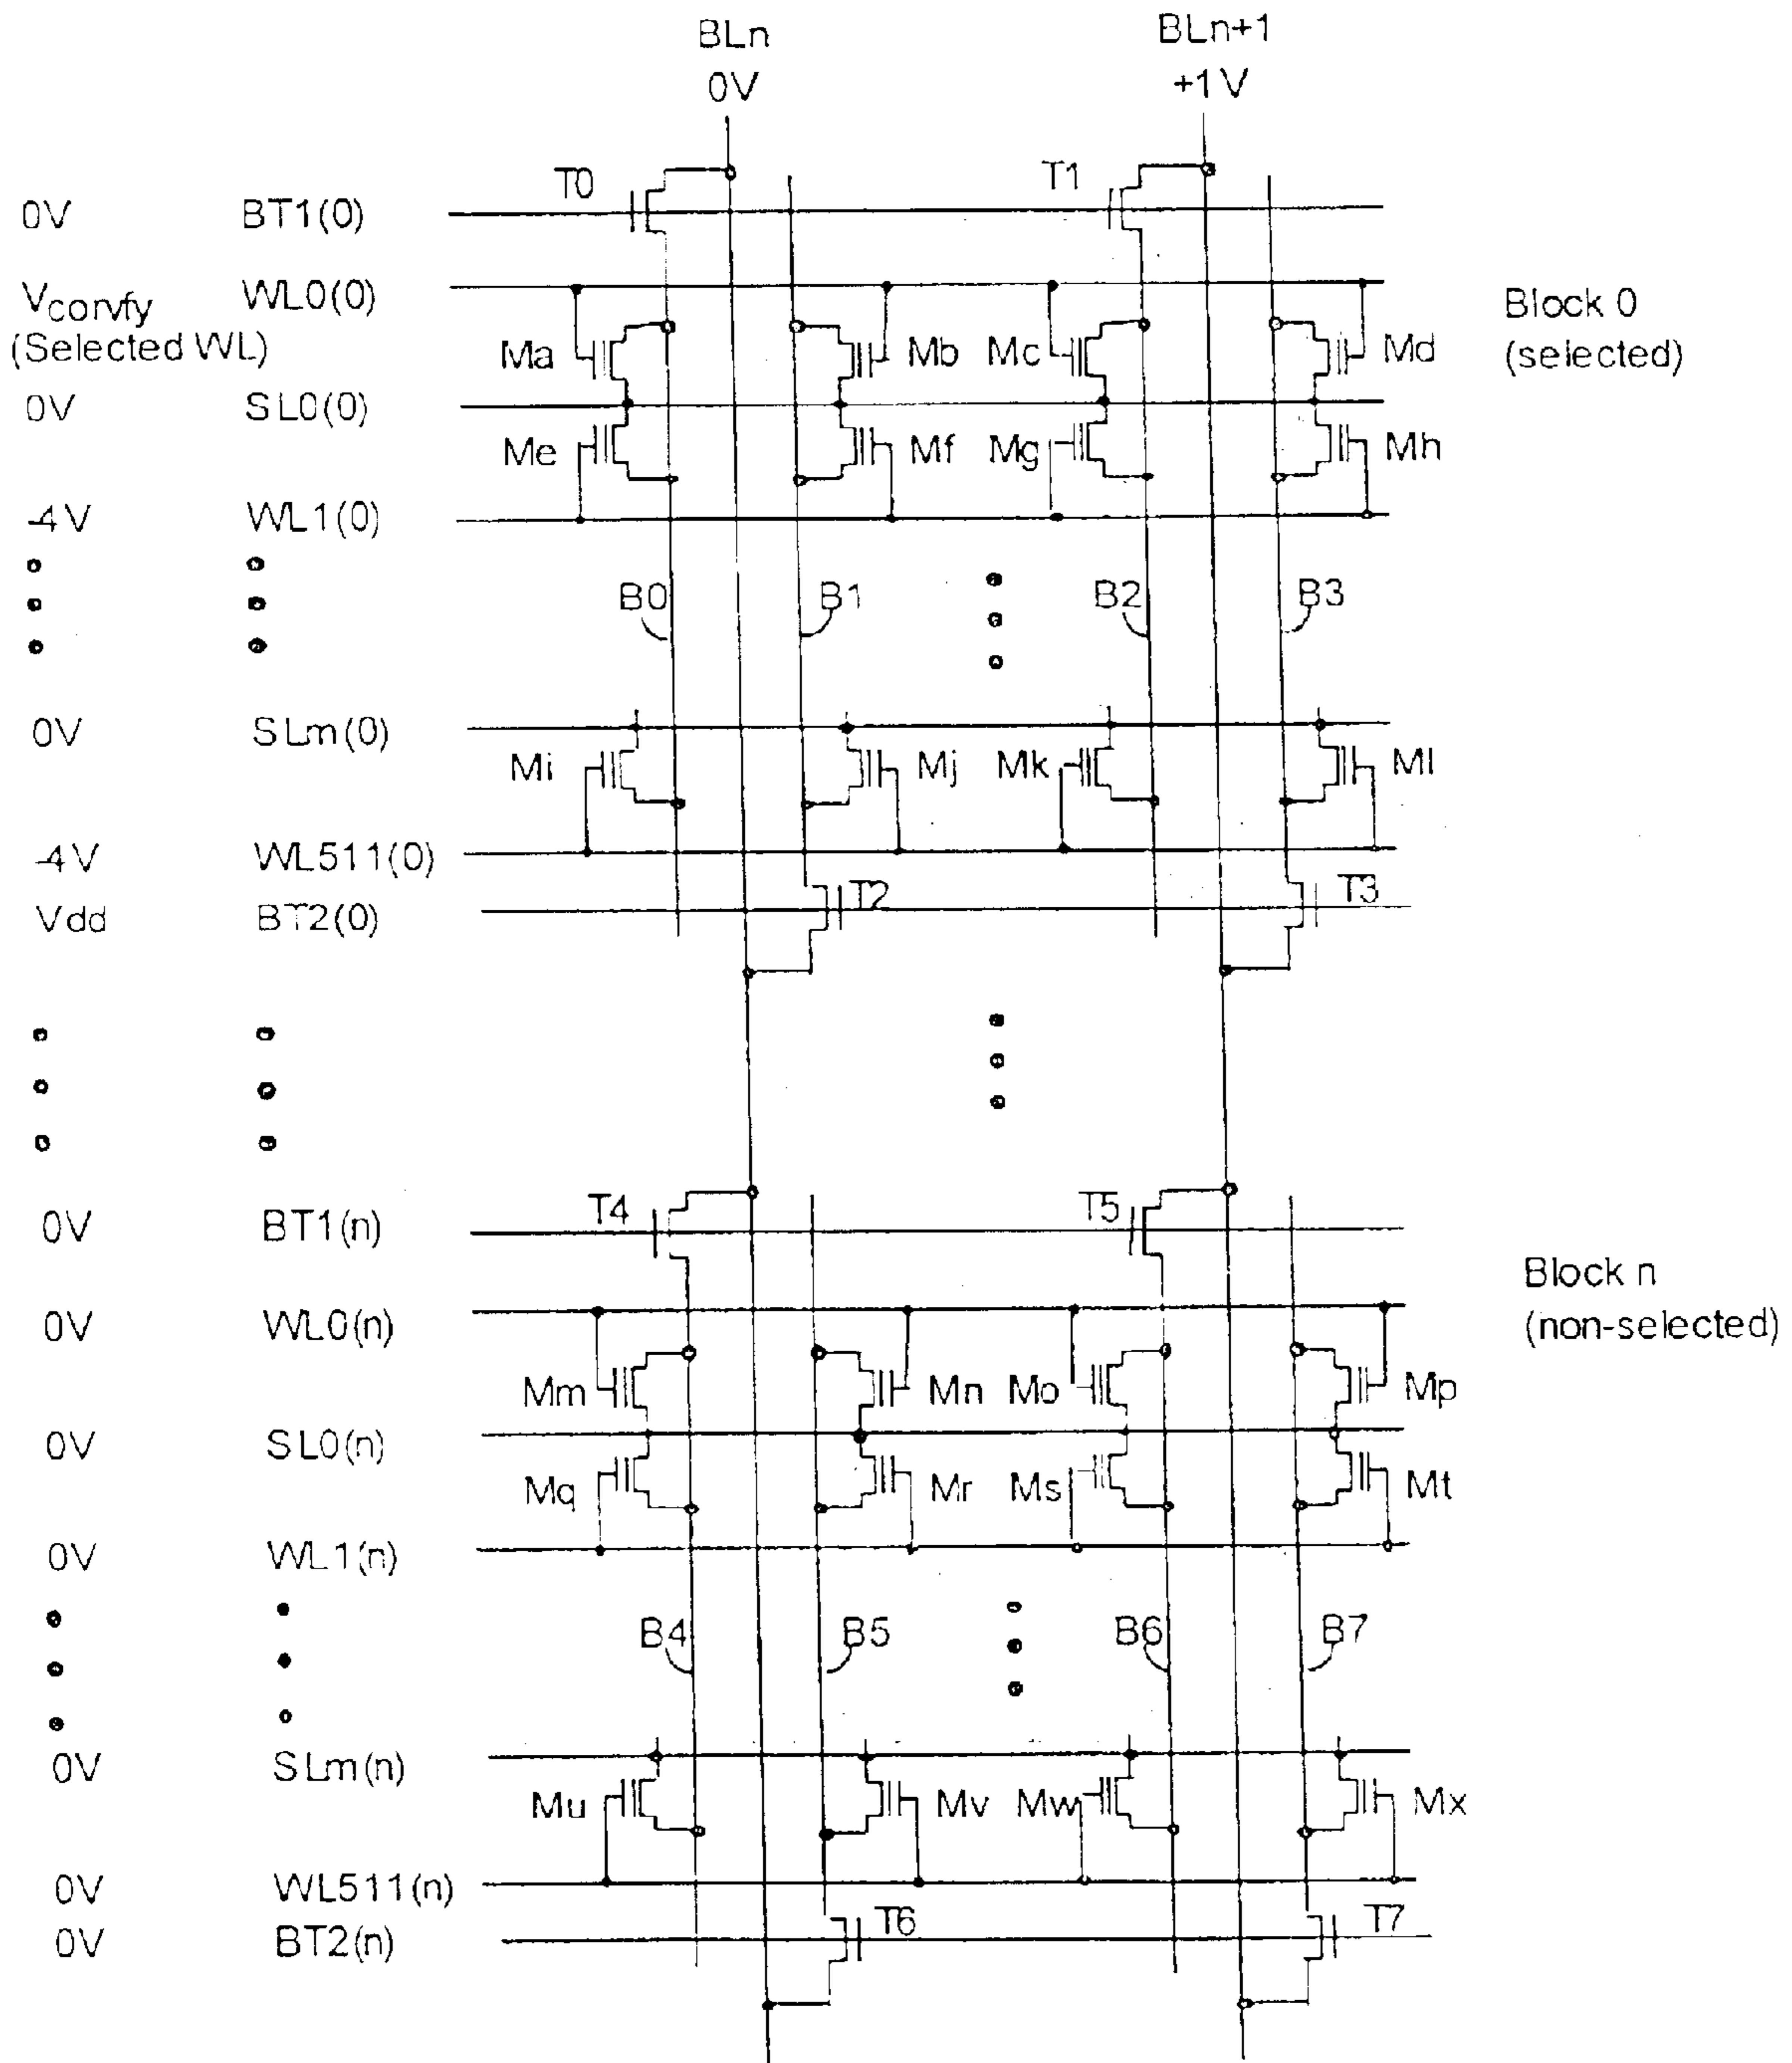 BLn BLn+1
0V +1V
T0 T1
0V BT1(0)
Vcorvfy WL0(0) Block 0
(Selected WL) Ma Mb Mc Md (selected)
0V SL0(0)
Me Mf Mg Mh
-4V WL1(0)
B0 B1 B2 B3
0V SLm(0)
Mi Mj Mk Ml
-4V WL511(0)
T2 T3
Vdd BT2(0)
T4 T5
0V BT1(n)
Block n
0V WL0(n) (non-selected)
Mm Mn Mo Mp
0V SL0(n)
Mq Mr Ms Mt
0V WL1(n)
B4 B5 B6 B7
0V SLm(n)
Mu Mv Mw Mx
0V WL511(n)
T6 T7
0V BT2(n)